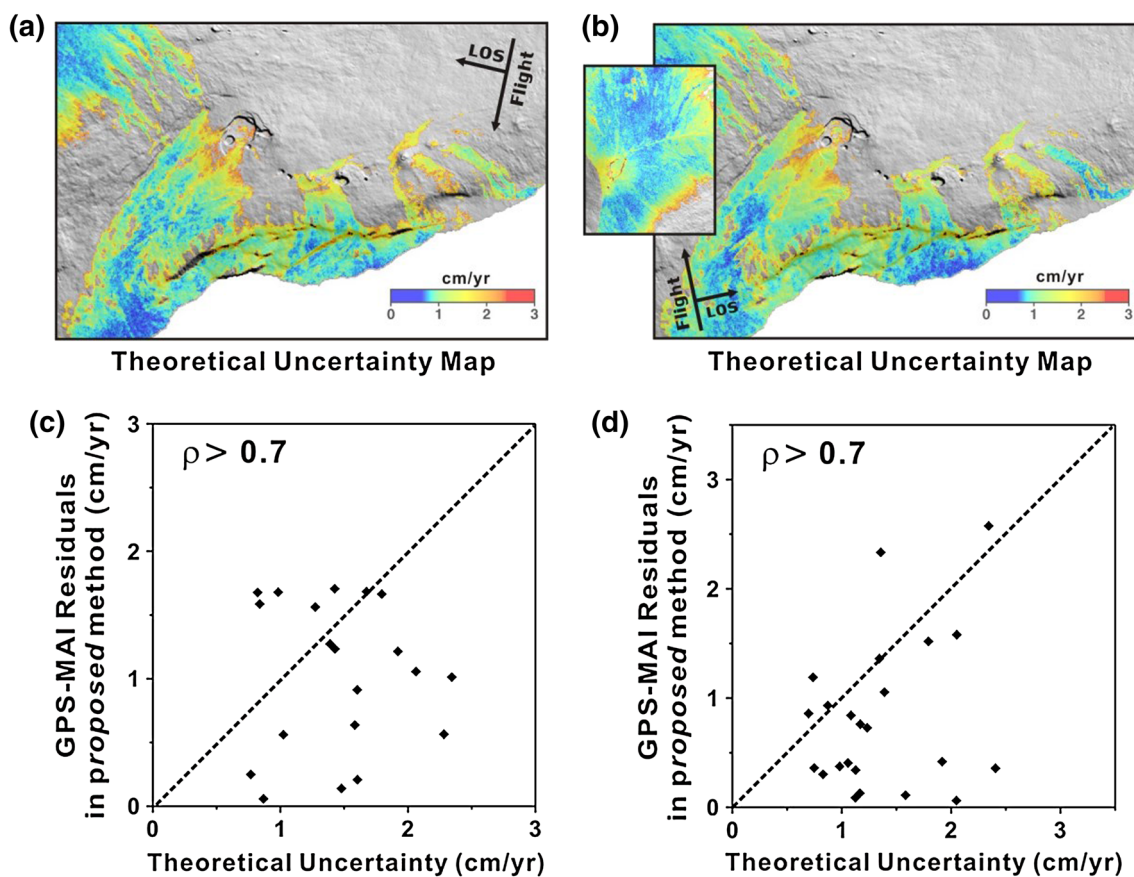 (a)
LOS
Flight
cm/yr
0 1 2 3
Theoretical Uncertainty Map
(b)
Flight
LOS
cm/yr
0 1 2 3
Theoretical Uncertainty Map
(c)
GPS-MAI Residuals
in proposed method (cm/yr)
ρ > 0.7
3
2
1
0
0 1 2 3
Theoretical Uncertainty (cm/yr)
(d)
GPS-MAI Residuals
in proposed method (cm/yr)
ρ > 0.7
3
2
1
0
0 1 2 3
Theoretical Uncertainty (cm/yr)